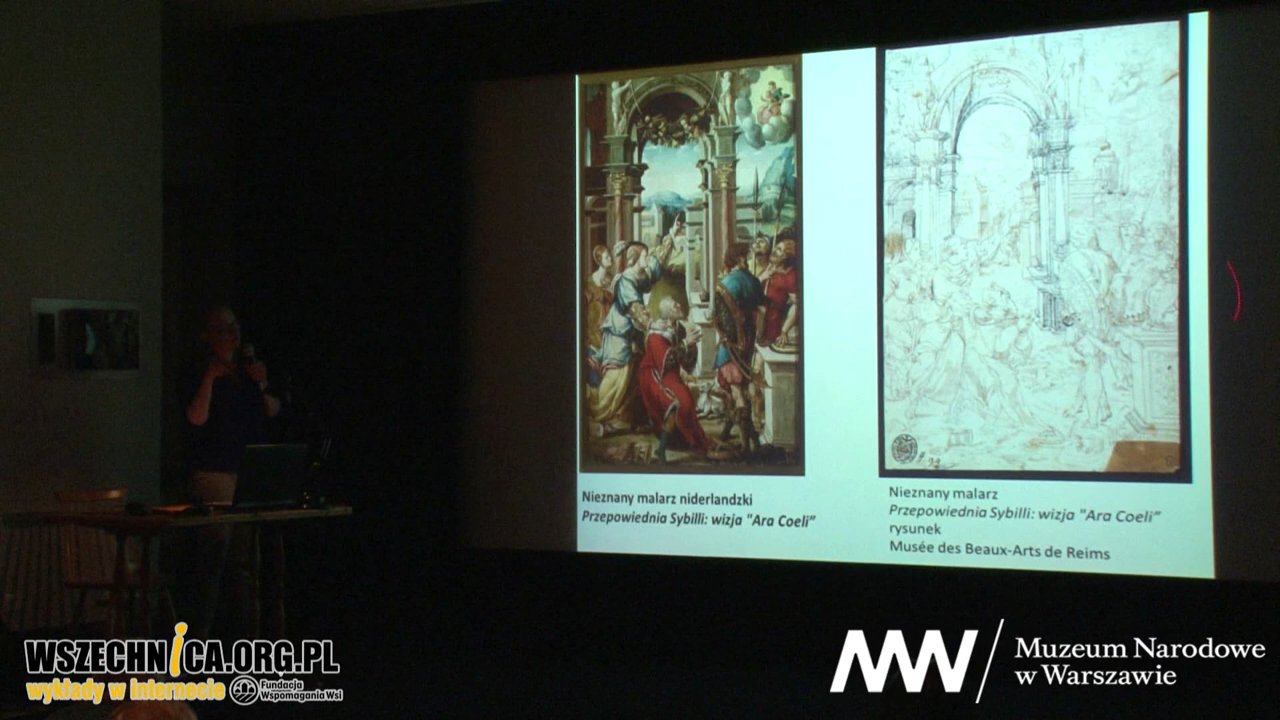 Nieznany malarz niderlandzki
Przepowiednia Sybilli: wizja "Ara Coeli”
Nieznany malarz
Przepowiednia Sybilli: wizja "Ara Coeli”
rysunek
Musée des Beaux-Arts de Reims
WSZECHNICA.ORG.PL
wykłady w internecie
Fundacja
Wspomagania Wsi
Muzeum Narodowe
w Warszawie